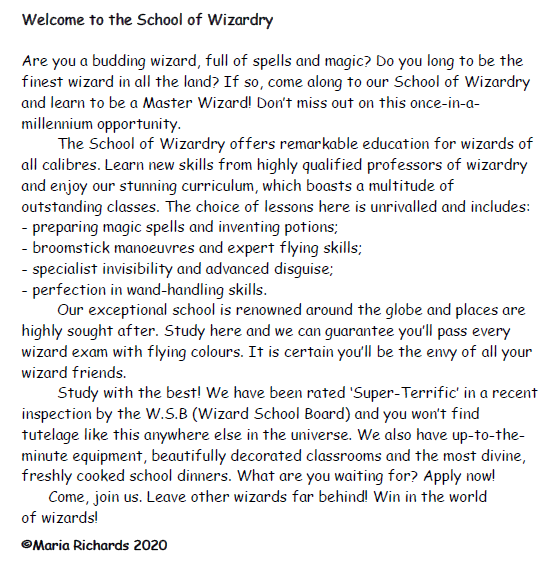 Welcome to the School of Wizardry
Are you a budding wizard, full of spells and magic? Do you long to be the
finest wizard in all the land? If so, come along to our School of Wizardry
and learn to be a Master Wizard! Don't miss out on this once-in-a-
millennium opportunity.
The School of Wizardry offers remarkable education for wizards of
all calibres. Learn new skills from highly qualified professors of wizardry
and enjoy our stunning curriculum, which boasts a multitude of
outstanding classes. The choice of lessons here is unrivalled and includes:
- preparing magic spells and inventing potions;
- broomstick manoeuvres and expert flying skills;
- specialist invisibility and advanced disguise;
- perfection in wand-handling skills.
Our exceptional school is renowned around the globe and places are
highly sought after. Study here and we can guarantee you'll pass every
wizard exam with flying colours. It is certain you'll be the envy of all your
wizard friends.
Study with the best! We have been rated 'Super-Terrific' in a recent
inspection by the W.S.B (Wizard School Board) and you won't find
tutelage like this anywhere else in the universe. We also have up-to-the-
minute equipment, beautifully decorated classrooms and the most divine,
freshly cooked school dinners. What are you waiting for? Apply now!
Come, join us. Leave other wizards far behind! Win in the world
of wizards!
©Maria Richards 2020